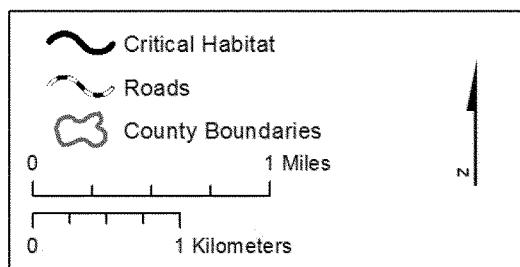 Critical Habitat
Roads
County Boundaries
0 1 Miles
0 1 Kilometers
N